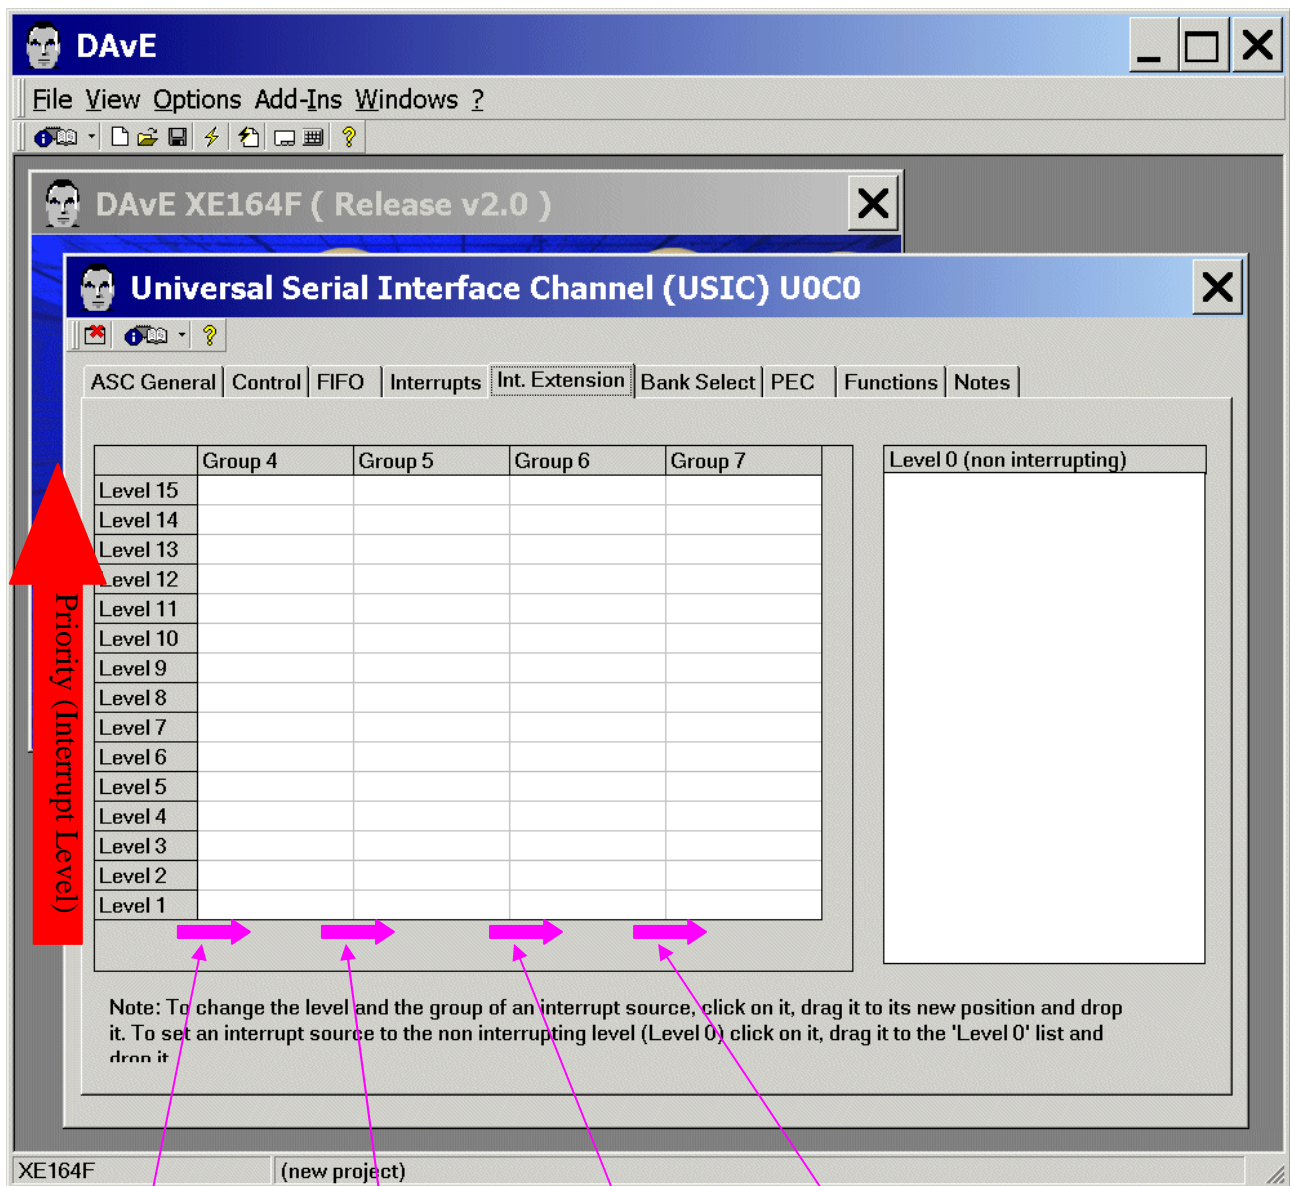 DAvE
File View Options Add-Ins Windows ?
DAvE XE164F ( Release v2.0 )
Universal Serial Interface Channel (USIC) U0C0
ASC General Control FIFO Interrupts Int. Extension Bank Select PEC Functions Notes
Group 4 Group 5 Group 6 Group 7
Level 0 (non interrupting)
Level 15
Level 14
Level 13
Level 12
Level 11
Level 10
Level 9
Level 8
Level 7
Level 6
Level 5
Level 4
Level 3
Level 2
Level 1
Priority (Interrupt Level)
Note: To change the level and the group of an interrupt source, click on it, drag it to its new position and drop
it. To set an interrupt source to the non interrupting level (Level 0) click on it, drag it to the 'Level 0' list and
drop it.
XE164F (new project)